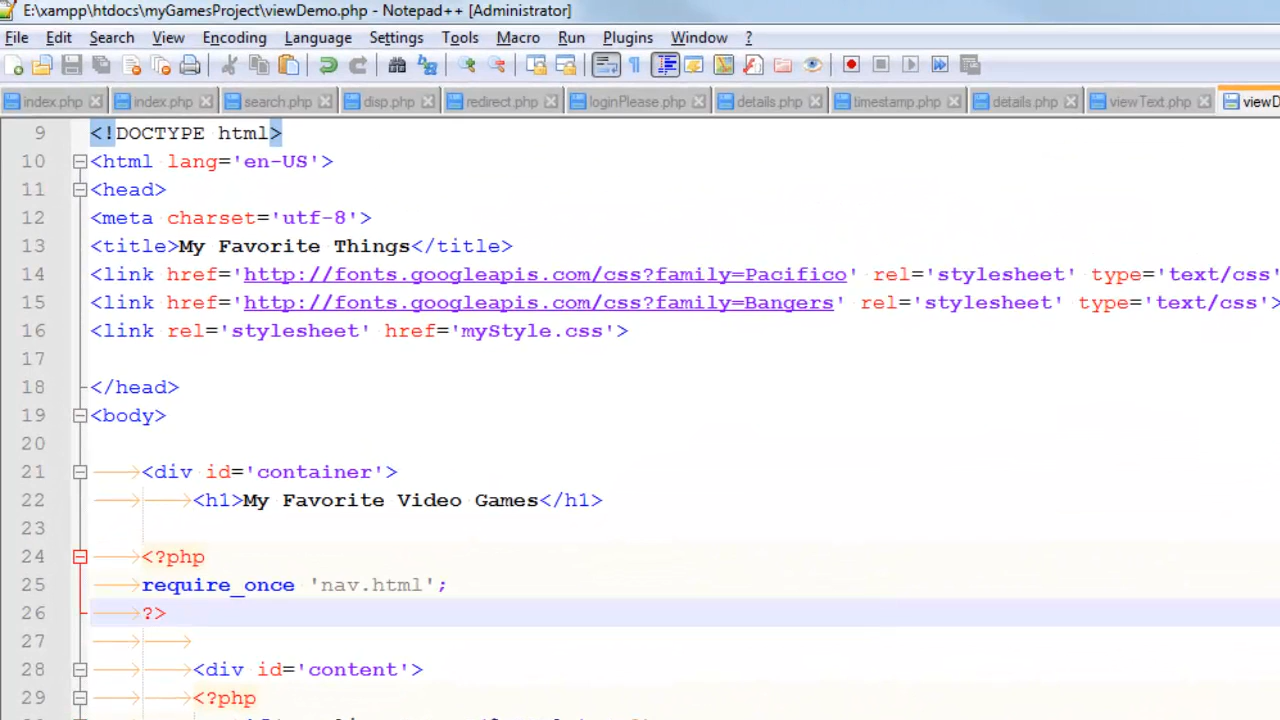 E:\xampp\htdocs\myGamesProject\viewDemo.php - Notepad++ [Administrator]
File Edit Search View Encoding Language Settings Tools Macro Run Plugins Window ?
index.php index.php search.php disp.php redirect.php loginPlease.php details.php timestamp.php details.php viewText.php viewD
9 <!DOCTYPE html>
10 <html lang='en-US'>
11 <head>
12 <meta charset='utf-8'>
13 <title>My Favorite Things</title>
14 <link href='http://fonts.googleapis.com/css?family=Pacifico' rel='stylesheet' type='text/css'
15 <link href='http://fonts.googleapis.com/css?family=Bangers' rel='stylesheet' type='text/css'>
16 <link rel='stylesheet' href='myStyle.css'>
17
18 </head>
19 <body>
20
21 <div id='container'>
22 <h1>My Favorite Video Games</h1>
23
24 <?php
25 require_once 'nav.html';
26 ?>
27
28 <div id='content'>
29 <?php